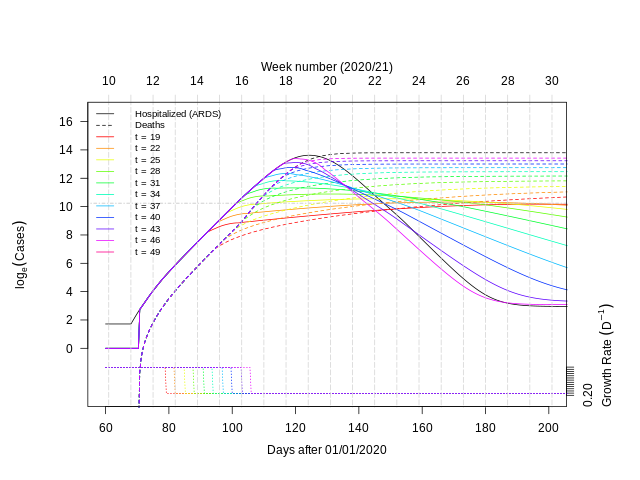 Week number (2020/21)
10 12 14 16 18 20 22 24 26 28 30
Hospitalized (ARDS)
Deaths
t = 19
t = 22
t = 25
t = 28
t = 31
t = 34
t = 37
t = 40
t = 43
t = 46
t = 49
16
14
12
10
8
6
4
2
0
logₑ(Cases)
0.20
Growth Rate (D⁻¹)
60 80 100 120 140 160 180 200
Days after 01/01/2020